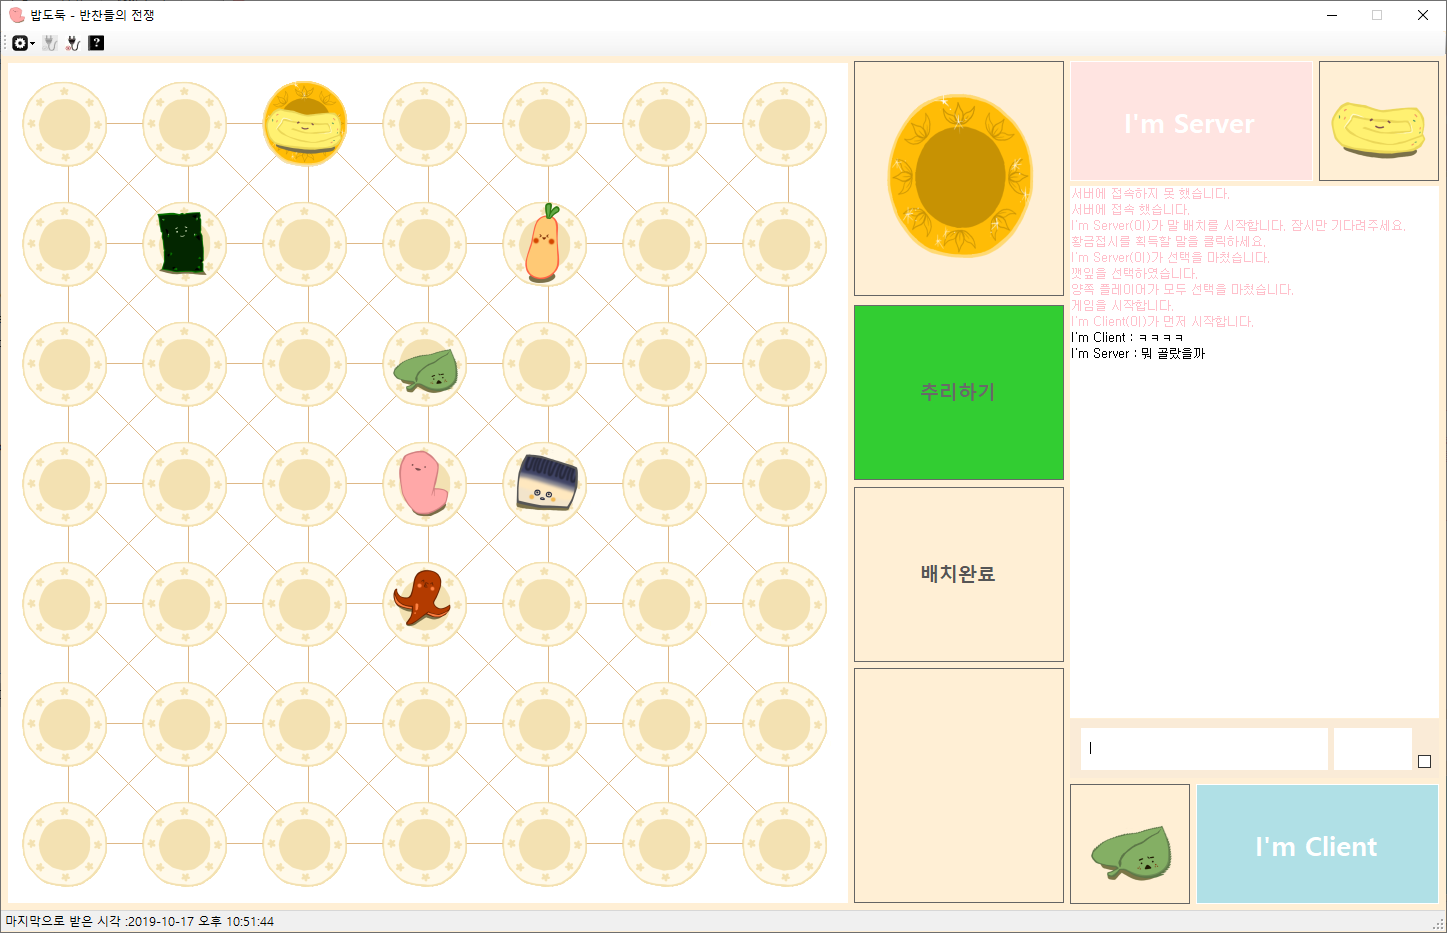 밥도둑 - 반찬들의 전쟁
?
I'm Server
서버에 접속하지 못 했습니다.
서버에 접속 했습니다.
I'm Server(이)가 말 배치를 시작합니다. 잠시만 기다려주세요.
황금접시를 획득할 말을 클릭하세요.
I'm Server(이)가 선택을 마쳤습니다.
깻잎을 선택하였습니다.
양쪽 플레이어가 모두 선택을 마쳤습니다.
게임을 시작합니다.
I'm Client(이)가 먼저 시작합니다.
I'm Client : ㅋㅋㅋㅋ
I'm Server : 뭐 골랐을까
추리하기
배치완료
I'm Client
마지막으로 받은 시각 :2019-10-17 오후 10:51:44